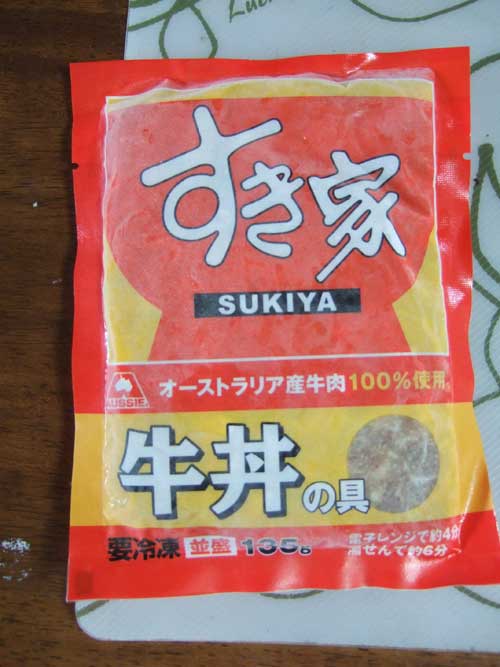 Luc
すき家
SUKIYA
AUSSIE.
オーストラリア産牛肉100%使用。
牛丼の具
要冷凍 並盛 135g
電子レンジで約4分
湯せんで約6分